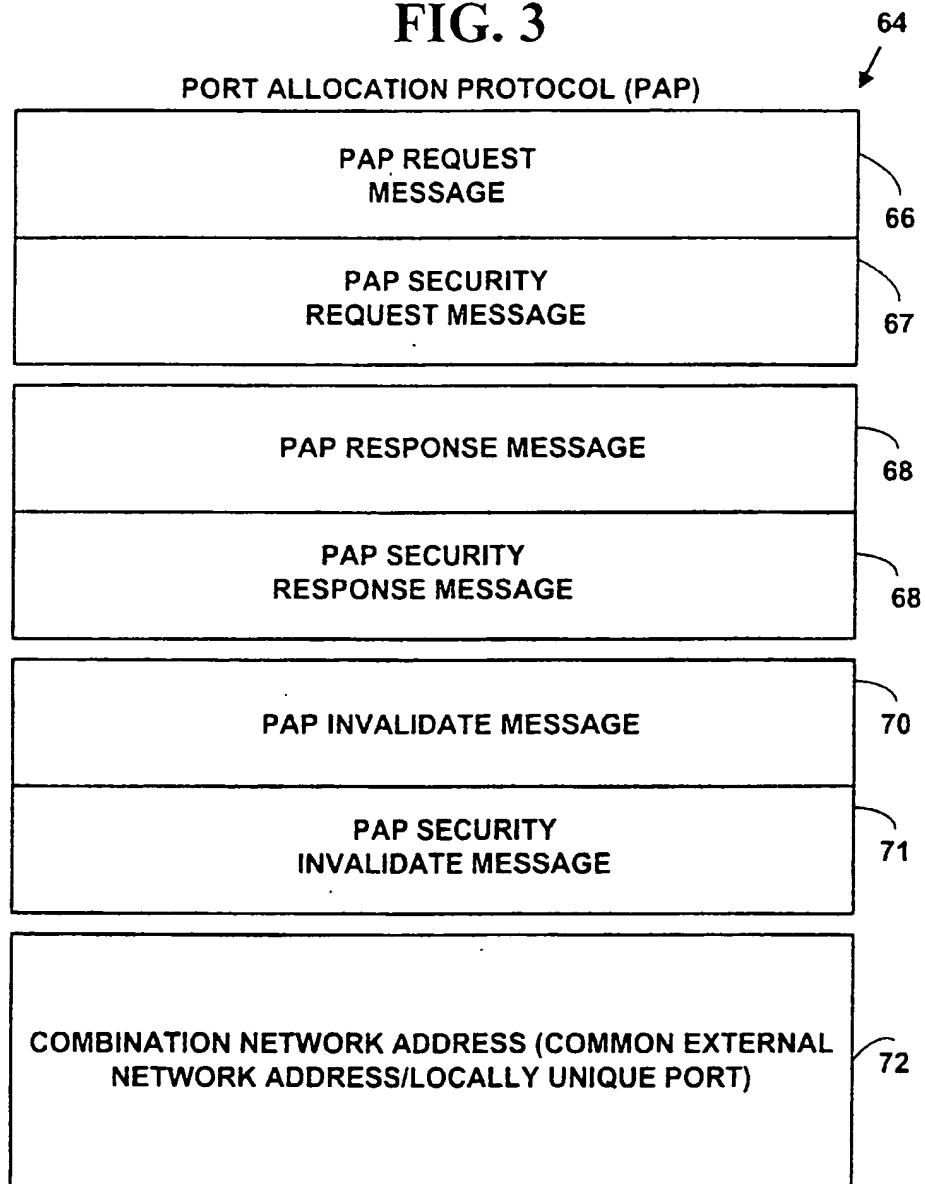 FIG. 3
64
PORT ALLOCATION PROTOCOL (PAP)
PAP REQUEST
MESSAGE
66
PAP SECURITY
REQUEST MESSAGE
67
PAP RESPONSE MESSAGE
68
PAP SECURITY
RESPONSE MESSAGE
68
PAP INVALIDATE MESSAGE
70
PAP SECURITY
INVALIDATE MESSAGE
71
COMBINATION NETWORK ADDRESS (COMMON EXTERNAL
NETWORK ADDRESS/LOCALLY UNIQUE PORT)
72